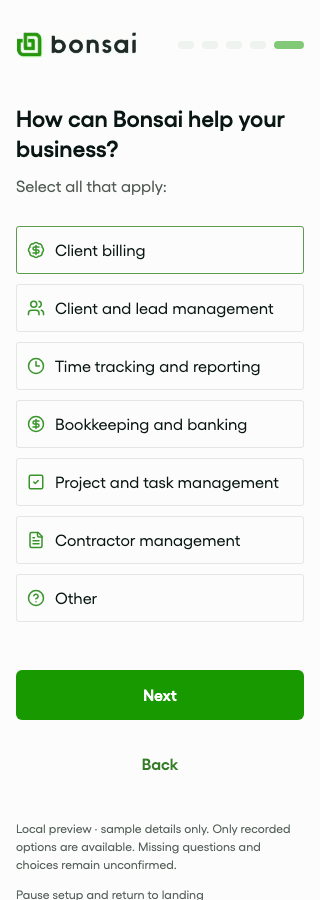 bonsai
How can Bonsai help your
business?
Select all that apply:
Client billing
Client and lead management
Time tracking and reporting
Bookkeeping and banking
Project and task management
Contractor management
Other
Next
Back
Local preview · sample details only. Only recorded
options are available. Missing questions and
choices remain unconfirmed.
Pause setup and return to landing